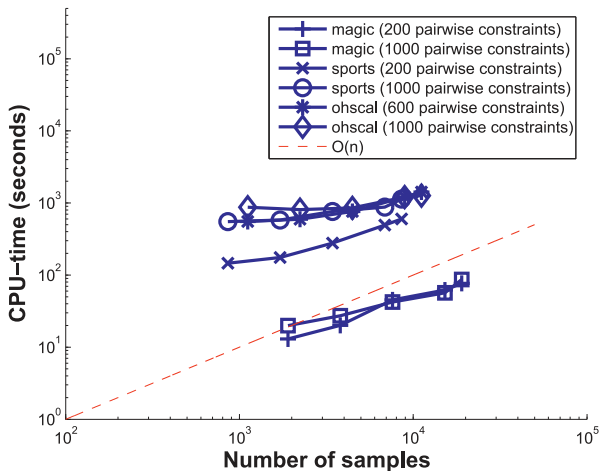 magic (200 pairwise constraints)
magic (1000 pairwise constraints)
sports (200 pairwise constraints)
sports (1000 pairwise constraints)
ohscal (600 pairwise constraints)
ohscal (1000 pairwise constraints)
O(n)
CPU−time (seconds)
10^5
10^4
10^3
10^2
10^1
10^0
10^2
10^3
10^4
10^5
Number of samples